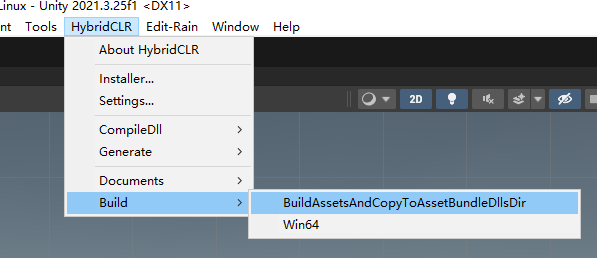 Linux - Unity 2021.3.25f1 <DX11>
nt Tools HybridCLR Edit-Rain Window Help
About HybridCLR
Installer...
Settings...
2D
CompileDll
Generate
Documents
Build
BuildAssetsAndCopyToAssetBundleDllsDir
Win64